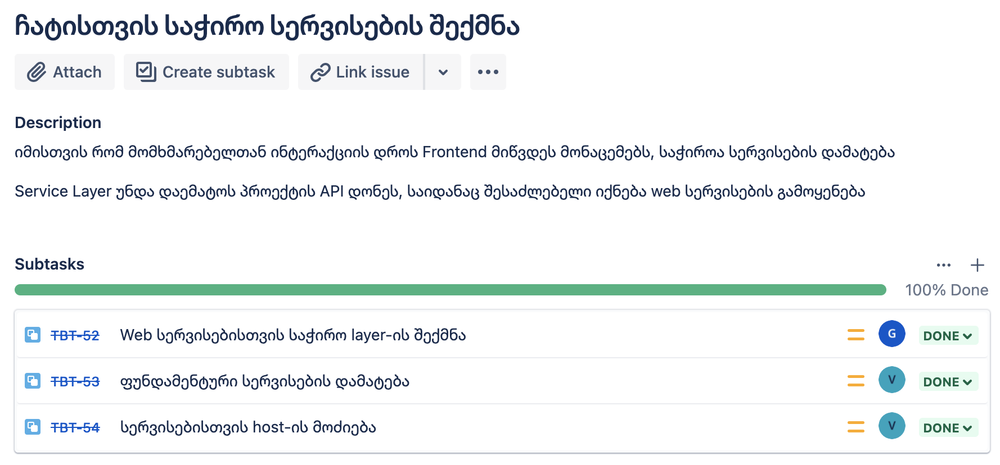 ჩატისთვის საჭირო სერვისების შექმნა
Attach
Create subtask
Link issue
Description
იმისთვის რომ მომხმარებელთან ინტერაქციის დროს Frontend მიწვდეს მონაცემებს, საჭიროა სერვისების დამატება
Service Layer უნდა დაემატოს პროექტის API დონეს, საიდანაც შესაძლებელი იქნება web სერვისების გამოყენება
Subtasks
100% Done
TBT-52 Web სერვისებისთვის საჭირო layer-ის შექმნა G DONE
TBT-53 ფუნდამენტური სერვისების დამატება V DONE
TBT-54 სერვისებისთვის host-ის მოძიება V DONE